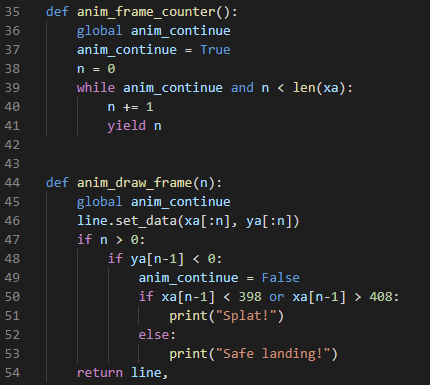 35 def anim_frame_counter():
36     global anim_continue
37     anim_continue = True
38     n = 0
39     while anim_continue and n < len(xa):
40         n += 1
41         yield n
42
43
44 def anim_draw_frame(n):
45     global anim_continue
46     line.set_data(xa[:n], ya[:n])
47     if n > 0:
48         if ya[n-1] < 0:
49             anim_continue = False
50             if xa[n-1] < 398 or xa[n-1] > 408:
51                 print("Splat!")
52             else:
53                 print("Safe landing!")
54     return line,